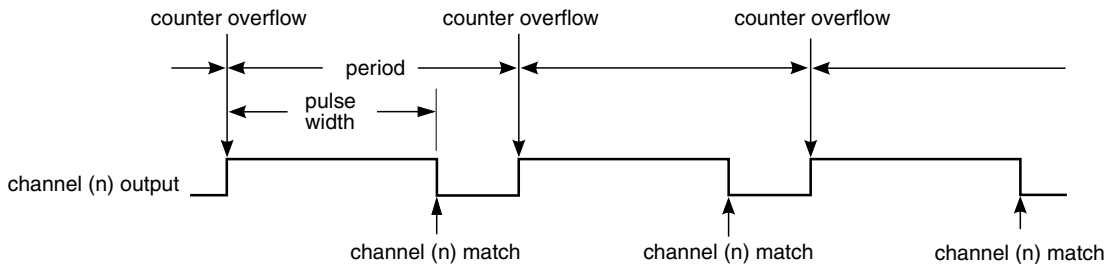 counter overflow counter overflow counter overflow
period
pulse
width
channel (n) output
channel (n) match channel (n) match channel (n) match